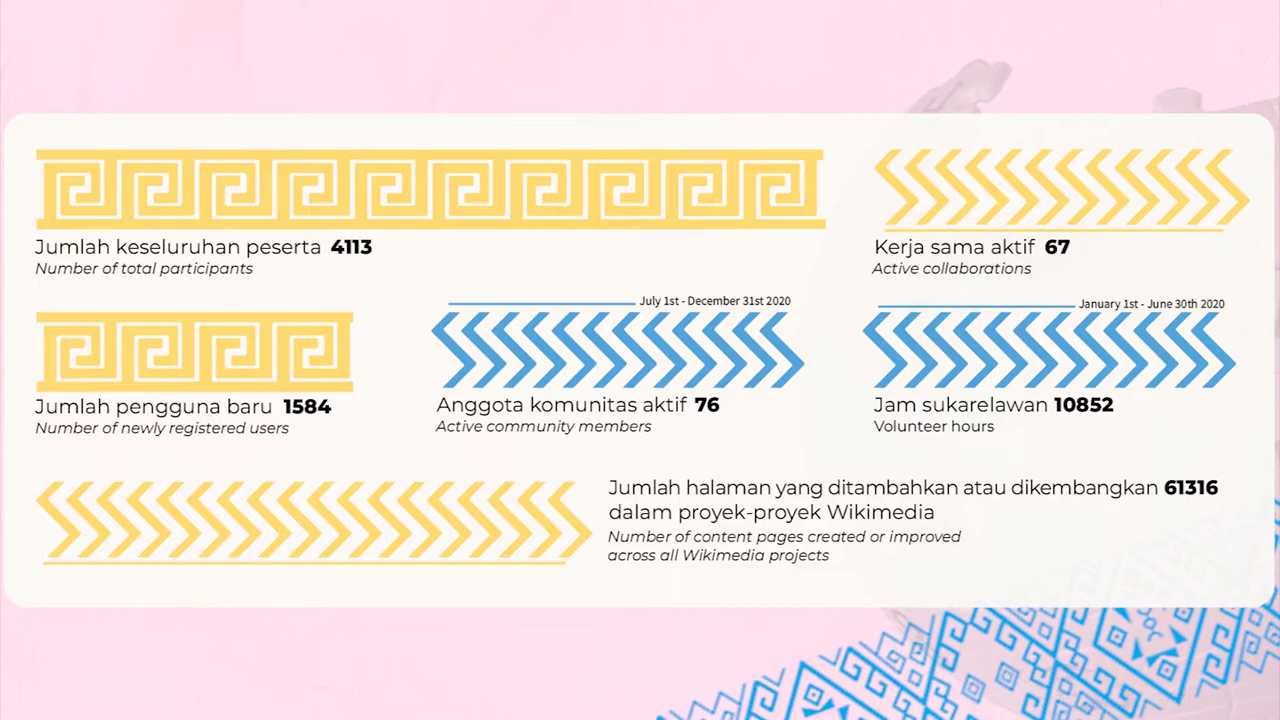 Jumlah keseluruhan peserta 4113
Number of total participants
Kerja sama aktif 67
Active collaborations
Jumlah pengguna baru 1584
Number of newly registered users
July 1st - December 31st 2020
Anggota komunitas aktif 76
Active community members
January 1st - June 30th 2020
Jam sukarelawan 10852
Volunteer hours
Jumlah halaman yang ditambahkan atau dikembangkan 61316
dalam proyek-proyek Wikimedia
Number of content pages created or improved
across all Wikimedia projects